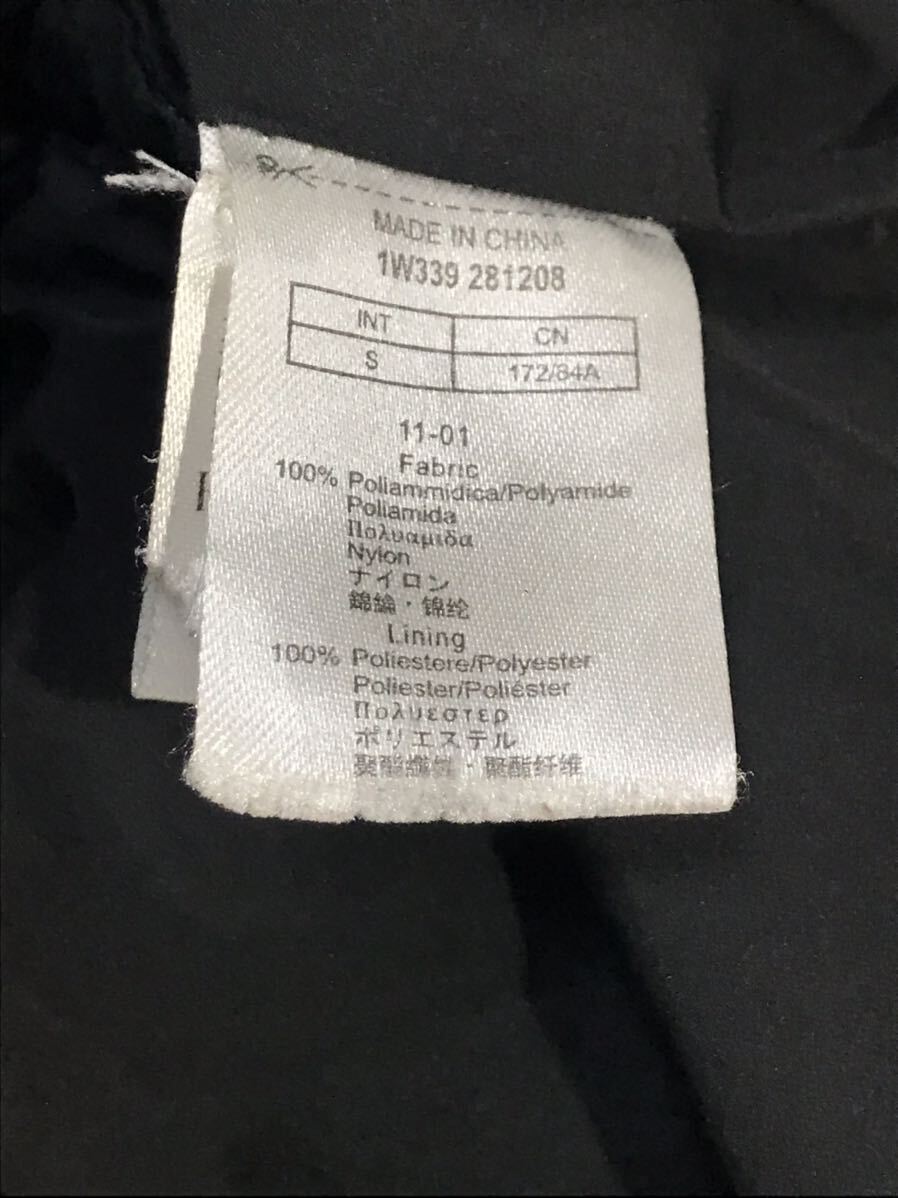 MADE IN CHINA
1W339 281208
INT CN
S 172/84A
11-01
Fabric
100% Poliammidica/Polyamide
Poliamida
Πολυαμιδα
Nylon
ナイロン
錦綸・锦纶
Lining
100% Poliestere/Polyester
Poliester/Poliéster
Πολυεστερ
ポリエステル
聚酯纖維・聚酯纤维